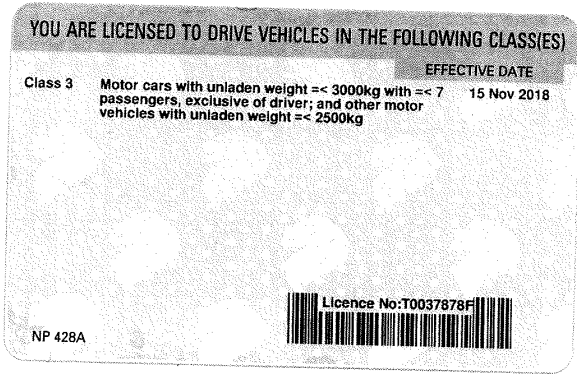 YOU ARE LICENSED TO DRIVE VEHICLES IN THE FOLLOWING CLASS(ES)
EFFECTIVE DATE
Class 3 Motor cars with unladen weight =< 3000kg with =< 7 15 Nov 2018
passengers, exclusive of driver; and other motor
vehicles with unladen weight =< 2500kg
Licence No:T0037878F
NP 428A